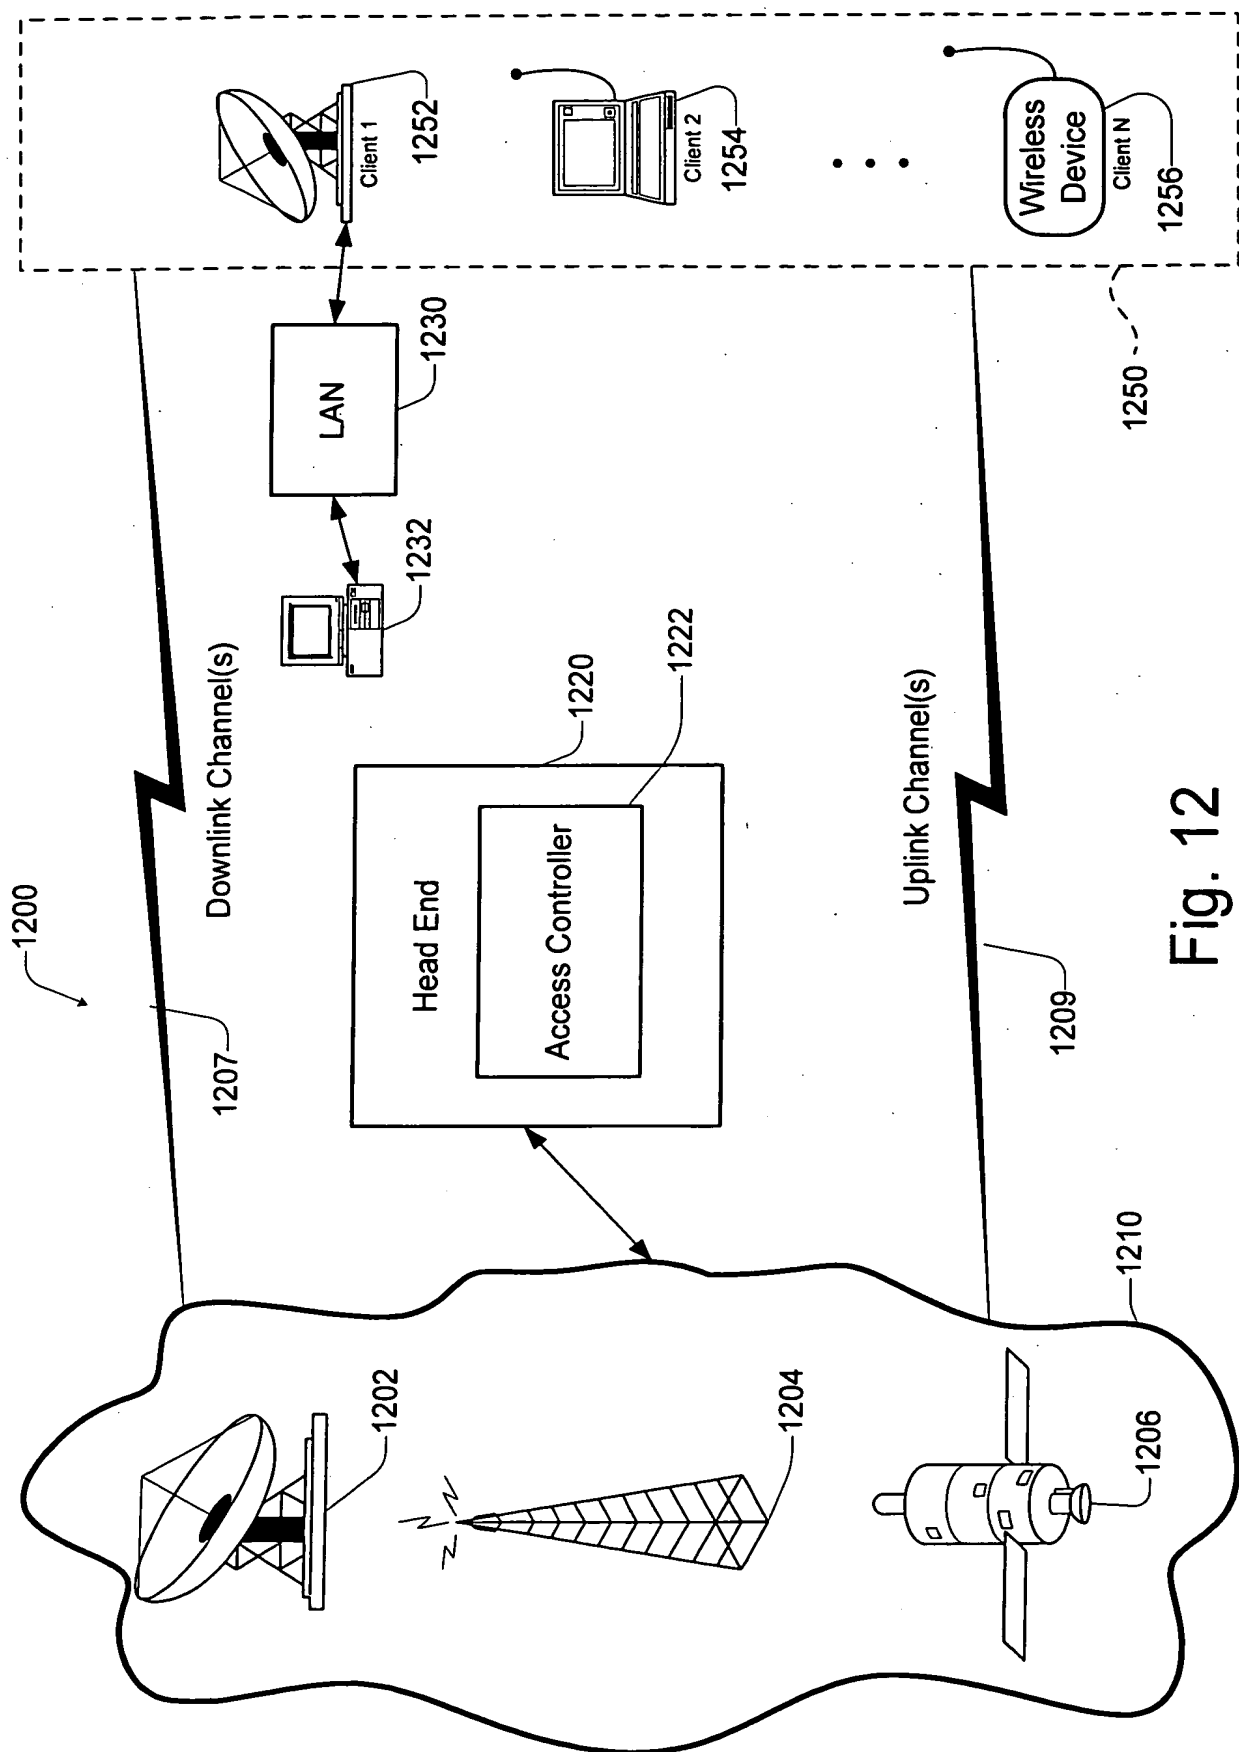 1200
1207
Downlink Channel(s)
1202
1204
1206
1210
Head End
Access Controller
1220
1222
1232
LAN
1230
Client 1
1252
Client 2
1254
Wireless
Device
Client N
1256
1250
Uplink Channel(s)
1209
Fig. 12